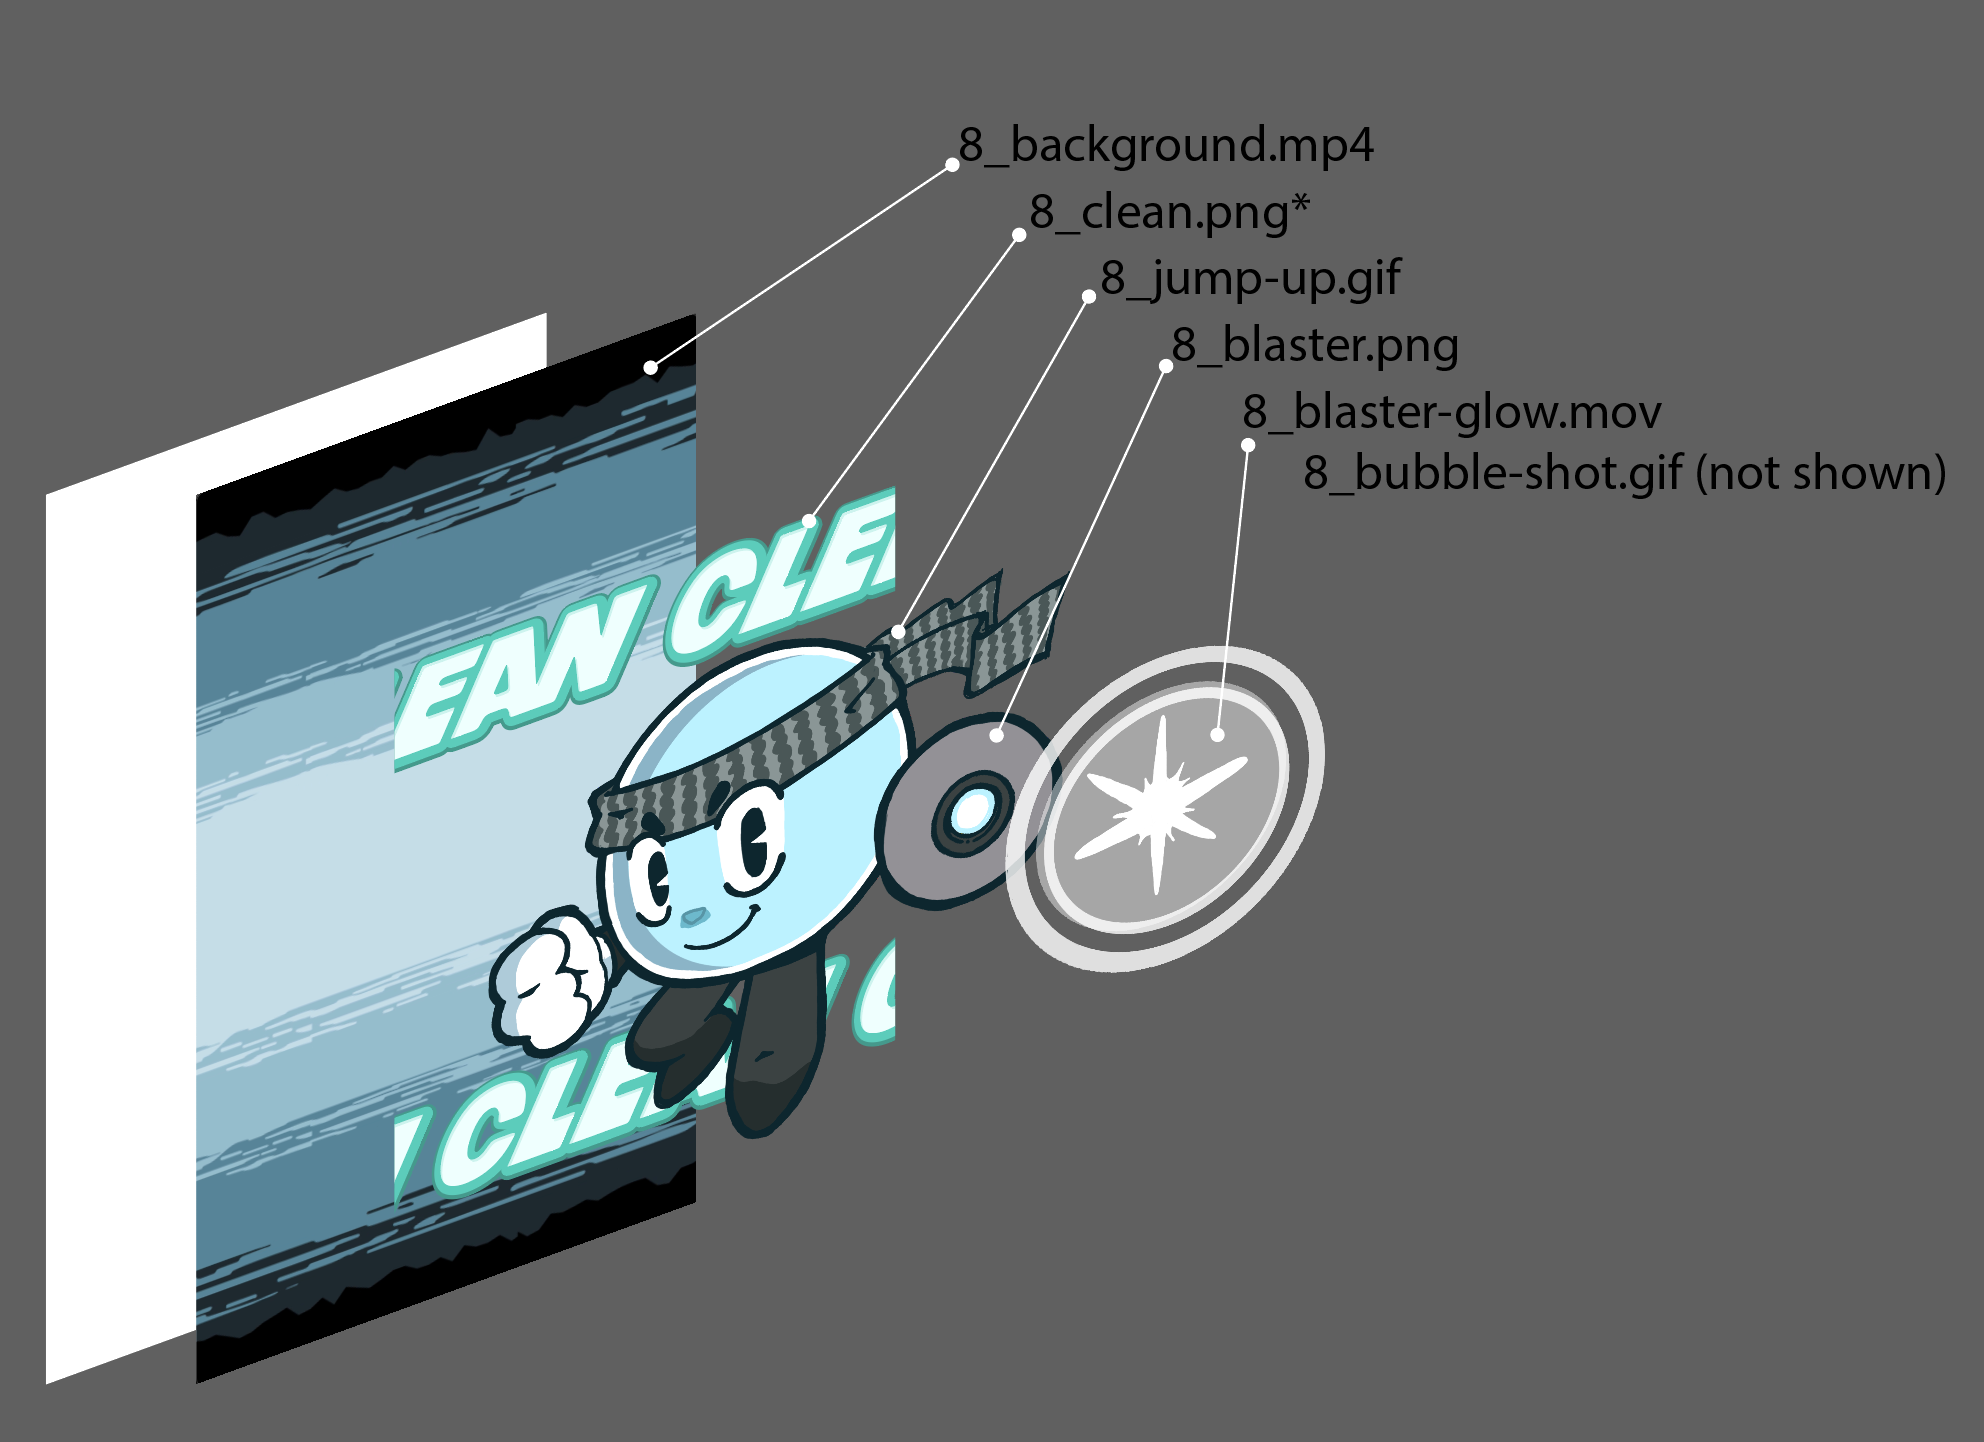 8_background.mp4
8_clean.png*
8_jump-up.gif
8_blaster.png
8_blaster-glow.mov
8_bubble-shot.gif (not shown)
EAN CLE
N CLEAN C